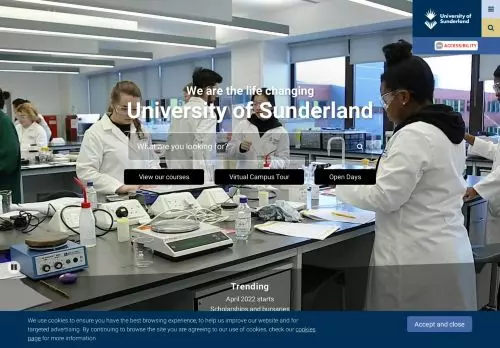 University of
Sunderland
ACCESSIBILITY
We are the life changing
University of Sunderland
What are you looking for?
View our courses
Virtual Campus Tour
Open Days
Trending
April 2022 starts
Scholarships and bursaries
We use cookies to ensure you have the best browsing experience, to help us improve our website and for
targeted advertising. By continuing to browse the site you are agreeing to our use of cookies, check our cookies
page for more information
Accept and close